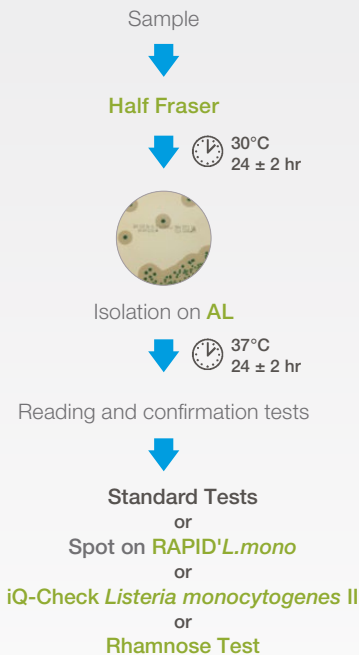 Sample
Half Fraser
30°C
24 ± 2 hr
Isolation on AL
37°C
24 ± 2 hr
Reading and confirmation tests
Standard Tests
or
Spot on RAPID'L.mono
or
iQ-Check Listeria monocytogenes II
or
Rhamnose Test